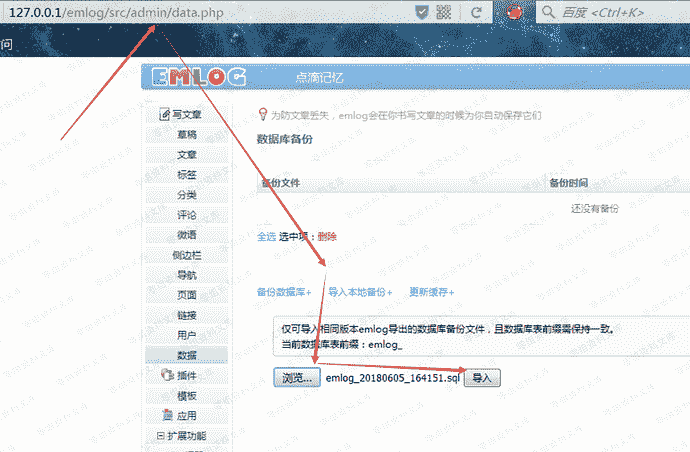 127.0.0.1/emlog/src/admin/data.php
百度 <Ctrl+K>
问
EMLOG 点滴记忆
写文章
草稿
文章
标签
分类
评论
微语
侧边栏
导航
页面
链接
用户
数据
插件
模板
应用
扩展功能
为防文章丢失，emlog会在你书写文章的时候为你自动保存它们
数据库备份
备份文件 备份时间
还没有备份
全选 选中项：删除
备份数据库+ 导入本地备份+ 更新缓存+
仅可导入相同版本emlog导出的数据库备份文件，且数据库表前缀需保持一致。
当前数据库表前缀：emlog_
浏览... emlog_20180605_164151.sql 导入